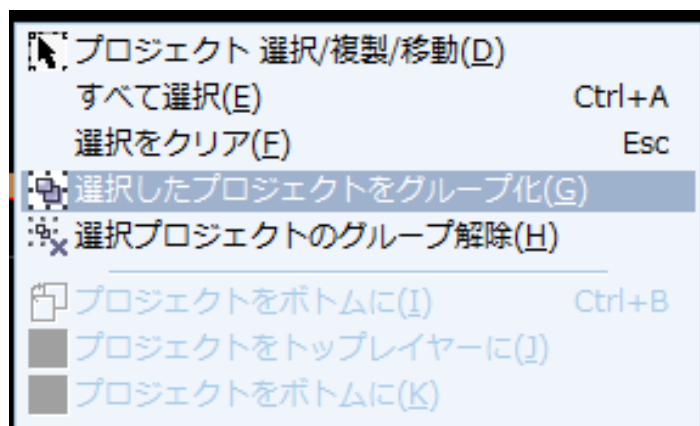 プロジェクト 選択/複製/移動(D)
すべて選択(E) Ctrl+A
選択をクリア(F) Esc
選択したプロジェクトをグループ化(G)
選択プロジェクトのグループ解除(H)
プロジェクトをボトムに(I) Ctrl+B
プロジェクトをトップレイヤーに(J)
プロジェクトをボトムに(K)